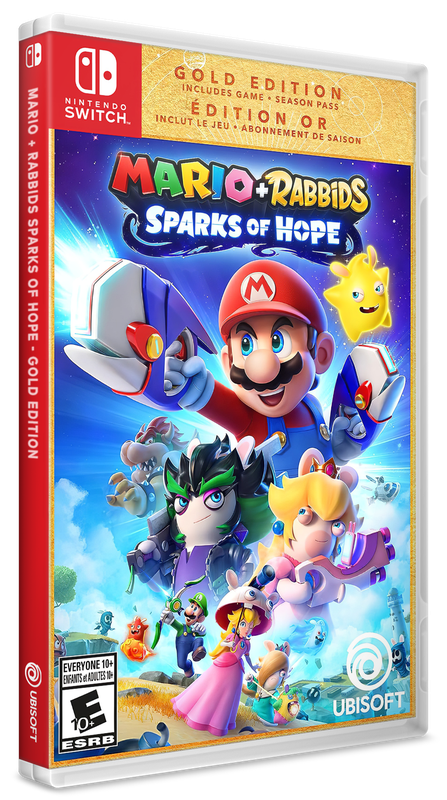 MARIO + RABBIDS SPARKS OF HOPE - GOLD EDITION
UBISOFT
NINTENDO
SWITCH™
GOLD EDITION
INCLUDES GAME • SEASON PASS
ÉDITION OR
INCLUT LE JEU • ABONNEMENT DE SAISON
MARIO + RABBIDS
SPARKS OF HOPE
M
EVERYONE 10+
ENFANTS et ADULTES 10+
E
10+
ESRB
UBISOFT